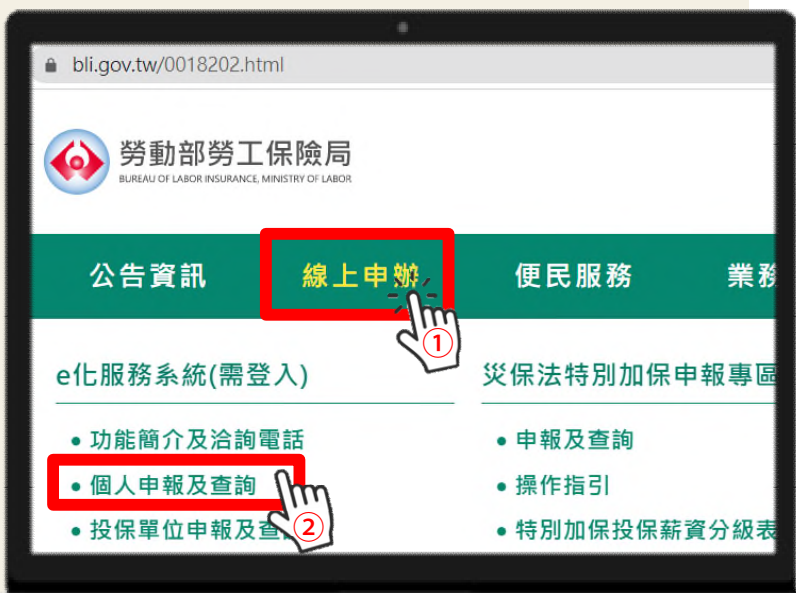 bli.gov.tw/0018202.html
勞動部勞工保險局
BUREAU OF LABOR INSURANCE, MINISTRY OF LABOR
公告資訊 線上申辦 便民服務 業務
①
e化服務系統(需登入) 災保法特別加保申報專區
• 功能簡介及洽詢電話 • 申報及查詢
• 個人申報及查詢 • 操作指引
• 投保單位申報及查 • 特別加保投保薪資分級表
②